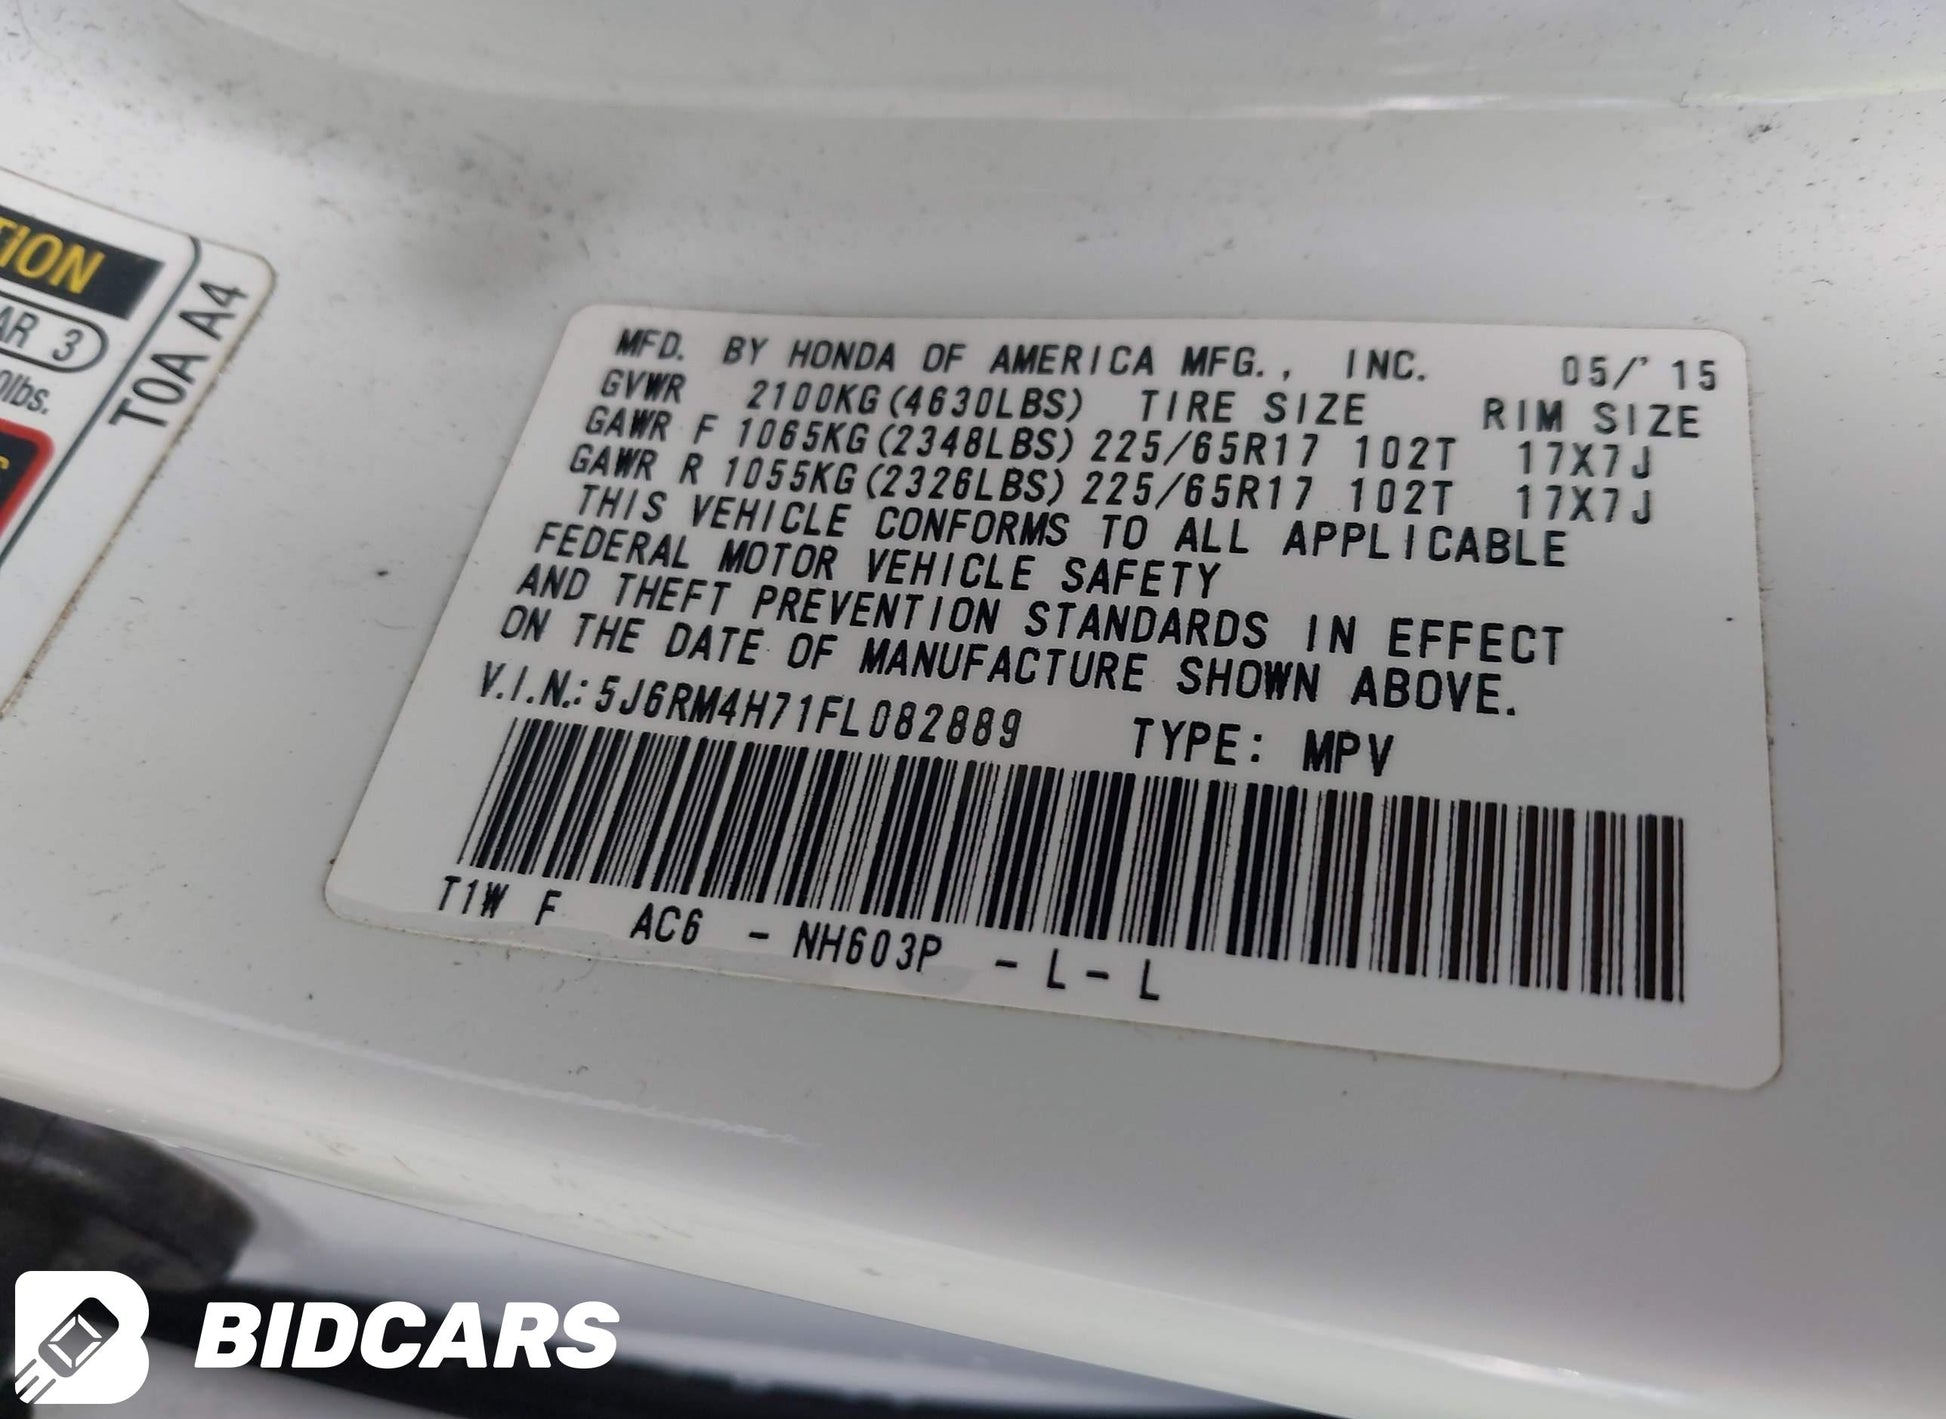 TION
AR 3
0lbs.
T0A A4
MFD. BY HONDA OF AMERICA MFG., INC. 05/'15
GVWR 2100KG(4630LBS) TIRE SIZE RIM SIZE
GAWR F 1065KG(2348LBS) 225/65R17 102T 17X7J
GAWR R 1055KG(2326LBS) 225/65R17 102T 17X7J
THIS VEHICLE CONFORMS TO ALL APPLICABLE
FEDERAL MOTOR VEHICLE SAFETY
AND THEFT PREVENTION STANDARDS IN EFFECT
ON THE DATE OF MANUFACTURE SHOWN ABOVE.
V.I.N.: 5J6RM4H71FL082889 TYPE: MPV
T1W F AC6 - NH603P - L - L
BIDCARS